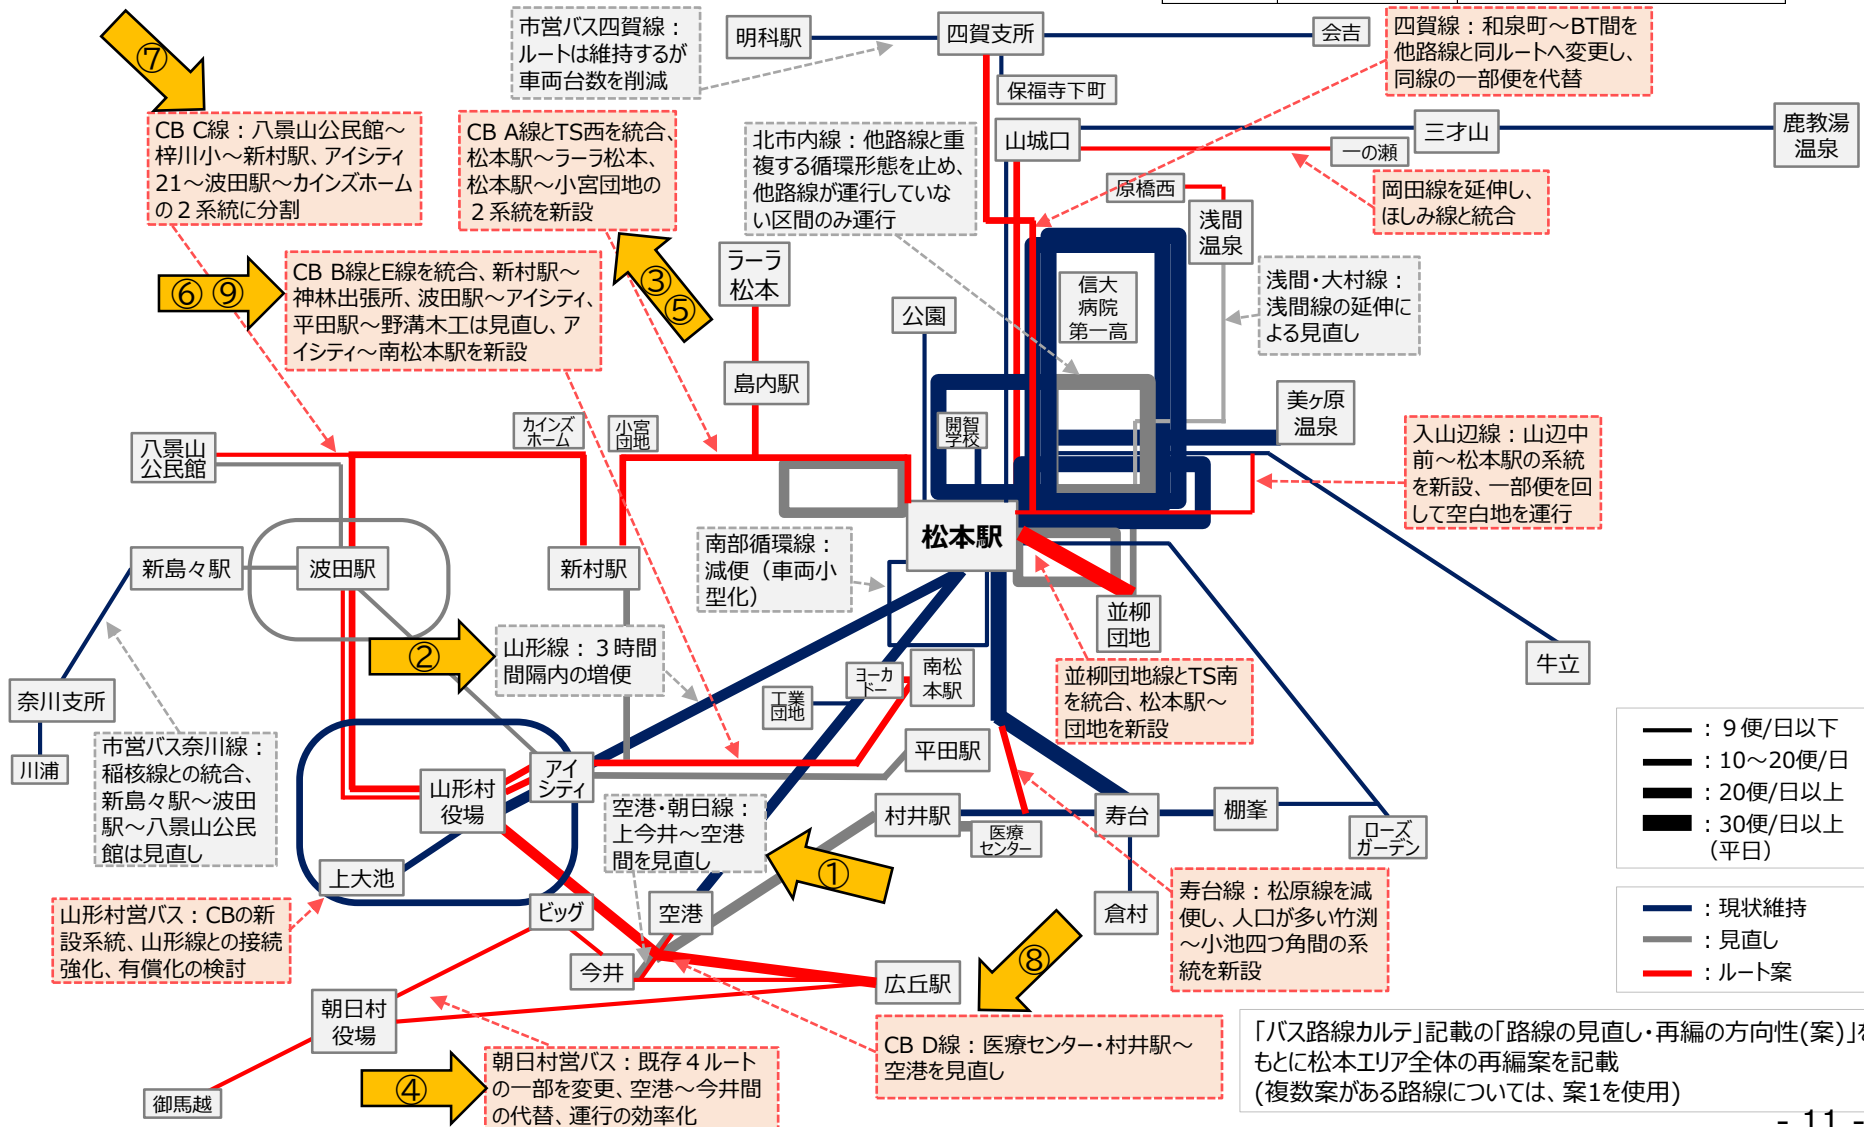 市営バス四賀線：
ルートは維持するが
車両台数を削減
明科駅
四賀支所
会吉
保福寺下町
四賀線：和泉町～BT間を
他路線と同ルートへ変更し、
同線の一部便を代替
⑦
CB C線：八景山公民館～
梓川小～新村駅、アイシティ
21～波田駅～カインズホーム
の２系統に分割
CB A線とTS西を統合、
松本駅～ラーラ松本、
松本駅～小宮団地の
２系統を新設
北市内線：他路線と重
複する循環形態を止め、
他路線が運行していな
い区間のみ運行
山城口
一の瀬
三才山
鹿教湯
温泉
原橋西
浅間
温泉
岡田線を延伸し、
ほしみ線と統合
⑥ ⑨
CB B線とE線を統合、新村駅～
神林出張所、波田駅～アイシティ、
平田駅～野溝木工は見直し、ア
イシティ～南松本駅を新設
③
⑤
ラーラ
松本
公園
信大
病院
第一高
浅間・大村線：
浅間線の延伸に
よる見直し
島内駅
美ヶ原
温泉
八景山
公民館
カインズ
ホーム
小宮
団地
開智
学校
入山辺線：山辺中
前～松本駅の系統
を新設、一部便を回
して空白地を運行
松本駅
新島々駅
波田駅
新村駅
南部循環線：
減便（車両小
型化）
並柳
団地
牛立
②
山形線：３時間
間隔内の増便
ヨーカ
ドー
南松
本駅
工業
団地
並柳団地線とTS南
を統合、松本駅～
団地を新設
奈川支所
川浦
市営バス奈川線：
稲核線との統合、
新島々駅～波田
駅～八景山公民
館は見直し
山形村
役場
アイ
シティ
平田駅
空港・朝日線：
上今井～空港
間を見直し
①
村井駅
医療
センター
寿台
棚峯
ローズ
ガーデン
：９便/日以下
：10～20便/日
：20便/日以上
：30便/日以上
(平日)
上大池
ビッグ
空港
倉村
寿台線：松原線を減
便し、人口が多い竹渕
～小池四つ角間の系
統を新設
：現状維持
：見直し
：ルート案
山形村営バス：CBの新
設系統、山形線との接続
強化、有償化の検討
今井
広丘駅
⑧
朝日村
役場
CB D線：医療センター・村井駅～
空港を見直し
「バス路線カルテ」記載の「路線の見直し・再編の方向性(案)」を
もとに松本エリア全体の再編案を記載
(複数案がある路線については、案1を使用)
④
朝日村営バス：既存４ルート
の一部を変更、空港～今井間
の代替、運行の効率化
御馬越
- 11 -